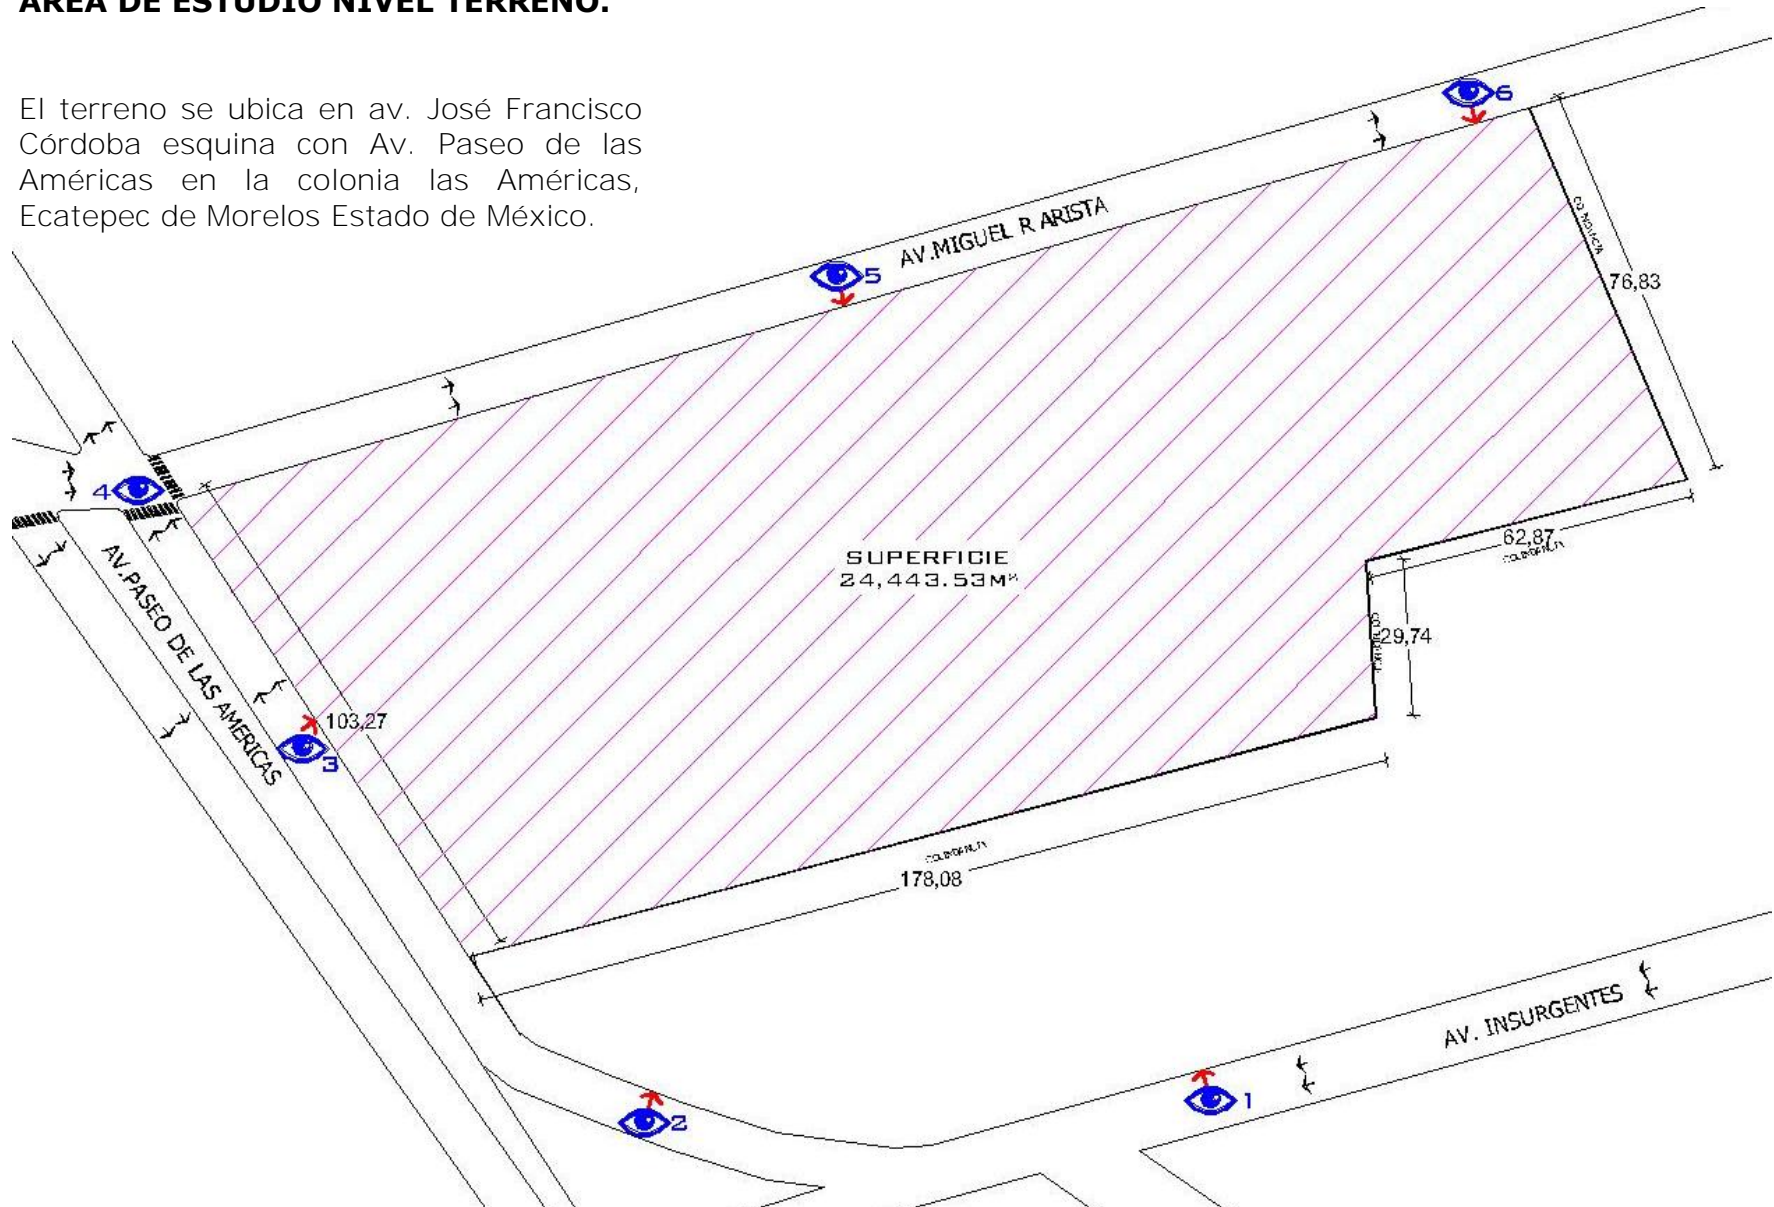 ÁREA DE ESTUDIO NIVEL TERRENO.
El terreno se ubica en av. José Francisco
Córdoba esquina con Av. Paseo de las
Américas en la colonia las Américas,
Ecatepec de Morelos Estado de México.
6
AV.MIGUEL R ARISTA
5
COLINDANCIA
76,83
4
AV.PASEO DE LAS AMERICAS
SUPERFICIE
24,443.53M²
62,87
COLINDANCIA
29,74
103,27
3
COLINDANCIA
178,08
AV. INSURGENTES
1
2